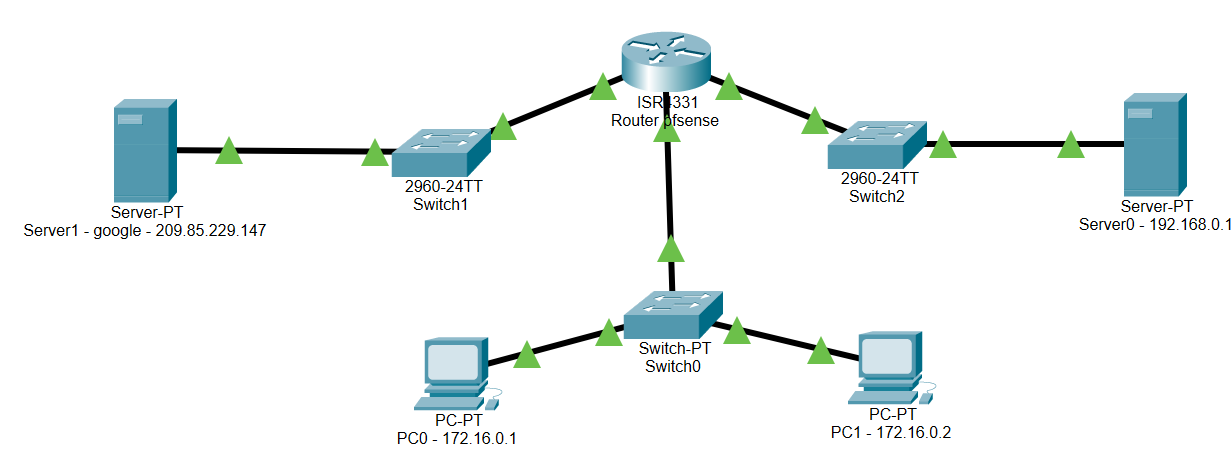 ISR4331
Router pfsense
Server-PT
Server1 - google - 209.85.229.147
2960-24TT
Switch1
2960-24TT
Switch2
Server-PT
Server0 - 192.168.0.1
Switch-PT
Switch0
PC-PT
PC0 - 172.16.0.1
PC-PT
PC1 - 172.16.0.2